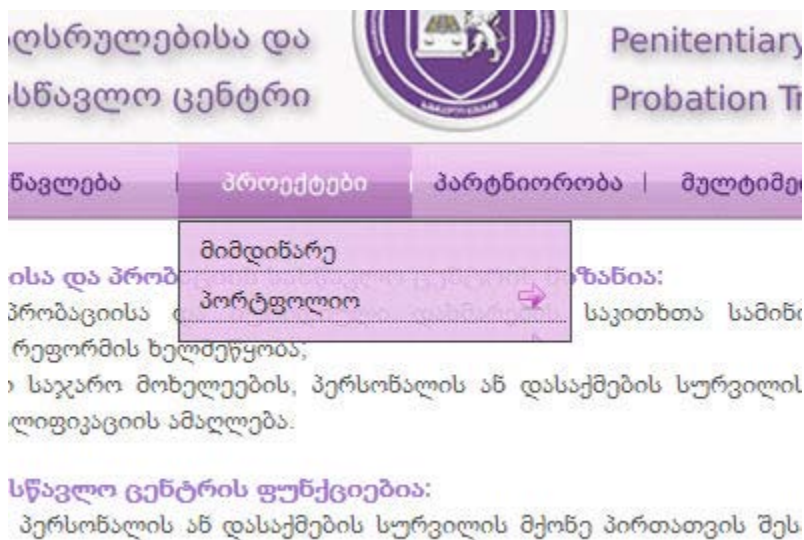 ღსრულებისა და
Penitentiary
სწავლო ცენტრი
Probation Tr
წავლება | პროექტები | პარტნიორობა | მულტიმე
მიმდინარე
ისა და პრობ ზანია:
პორტფოლიო
პრობაციისა საკითხთა სამინი
რეფორმის ხელშეწყობა;
საჯარო მოხელეების, პერსონალის ან დასაქმების სურვილის
ლიფიკაციის ამაღლება.
სწავლო ცენტრის ფუნქციებია:
პერსონალის ან დასაქმების სურვილის მქონე პირთათვის შეს